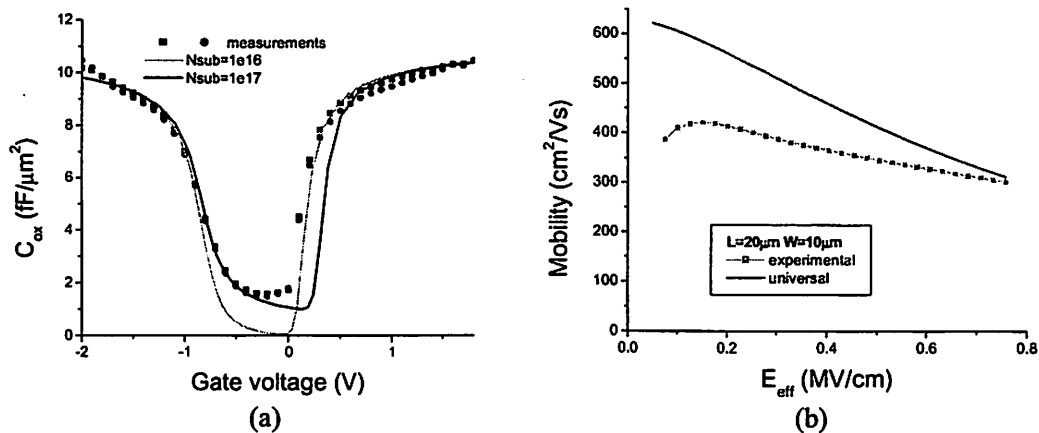 12
10
8
6
4
2
0
C_ox (fF/μm²)
■ ● measurements
Nsub=1e16
Nsub=1e17
-2 -1 0 1
Gate voltage (V)
(a)
600
500
400
300
200
100
0
Mobility (cm²/Vs)
L=20μm W=10μm
experimental
universal
0.0 0.2 0.4 0.6 0.8
E_eff (MV/cm)
(b)